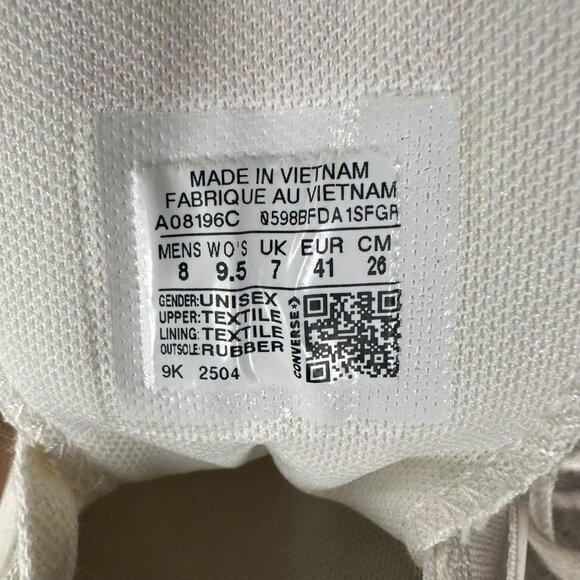 MADE IN VIETNAM
FABRIQUE AU VIETNAM
A08196C 0598BFDA1SFGR
MENS WO'S UK EUR CM
8 9.5 7 41 26
GENDER:UNISEX
UPPER:TEXTILE
LINING:TEXTILE
OUTSOLE:RUBBER
CONVERSE
9K 2504